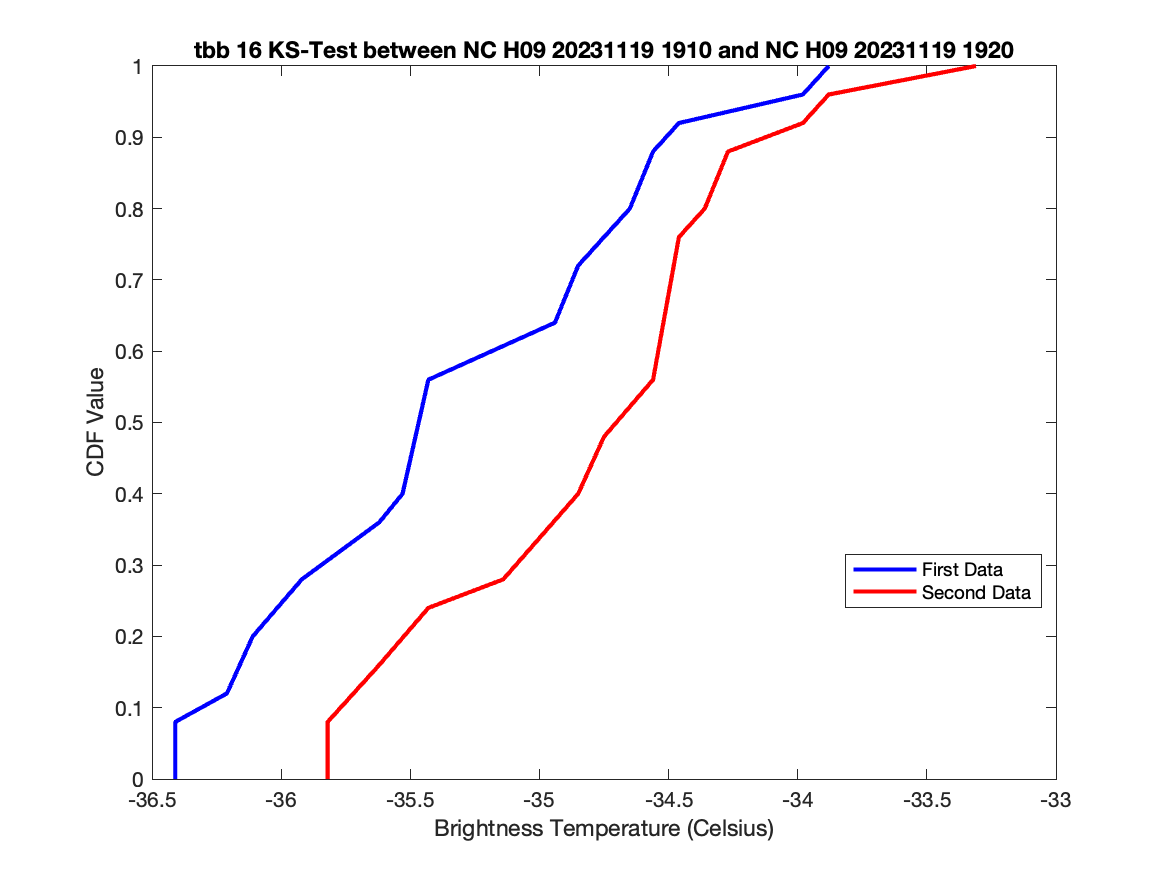 tbb 16 KS-Test between NC H09 20231119 1910 and NC H09 20231119 1920
1
0.9
0.8
0.7
0.6
0.5
0.4
0.3
0.2
0.1
0
CDF Value
First Data
Second Data
-36.5 -36 -35.5 -35 -34.5 -34 -33.5 -33
Brightness Temperature (Celsius)